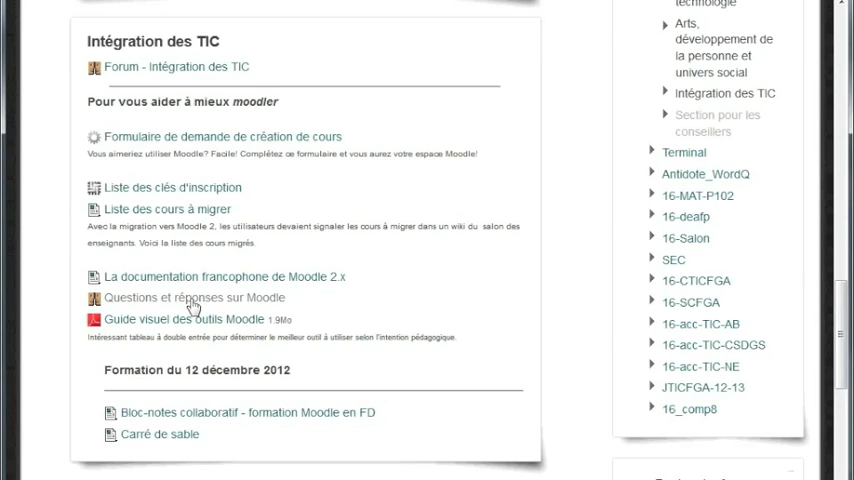 Intégration des TIC
Forum - Intégration des TIC
Pour vous aider à mieux moodler
Formulaire de demande de création de cours
Vous aimeriez utiliser Moodle? Facile! Complétez ce formulaire et vous aurez votre espace Moodle!
Liste des clés d'inscription
Liste des cours à migrer
Avec la migration vers Moodle 2, les utilisateurs devaient signaler les cours à migrer dans un wiki du salon des
enseignants. Voici la liste des cours migrés.
La documentation francophone de Moodle 2.x
Questions et réponses sur Moodle
Guide visuel des outils Moodle 1.9Mo
Intéressant tableau à double entrée pour déterminer le meilleur outil à utiliser selon l'intention pédagogique.
Formation du 12 décembre 2012
Bloc-notes collaboratif - formation Moodle en FD
Carré de sable
technologie
Arts,
développement de
la personne et
univers social
Intégration des TIC
Section pour les
conseillers
Terminal
Antidote_WordQ
16-MAT-P102
16-deafp
16-Salon
SEC
16-CTICFGA
16-SCFGA
16-acc-TIC-AB
16-acc-TIC-CSDGS
16-acc-TIC-NE
JTICFGA-12-13
16_comp8